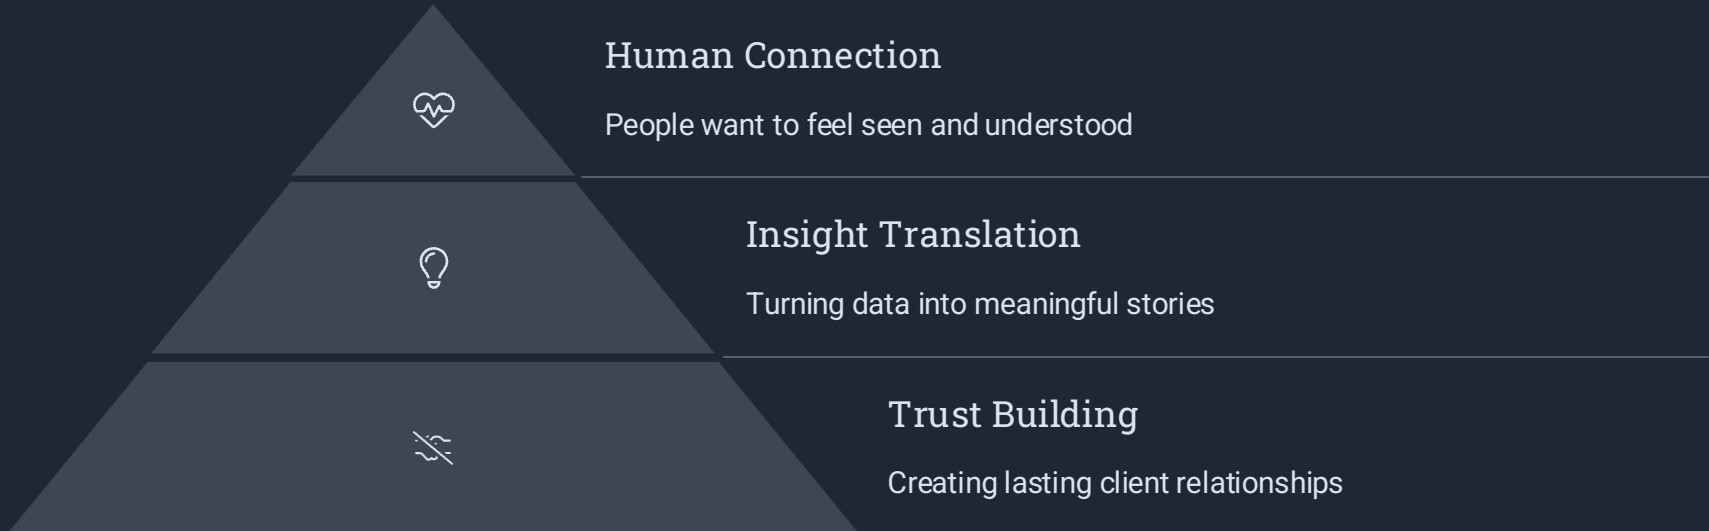 Human Connection
People want to feel seen and understood
Insight Translation
Turning data into meaningful stories
Trust Building
Creating lasting client relationships